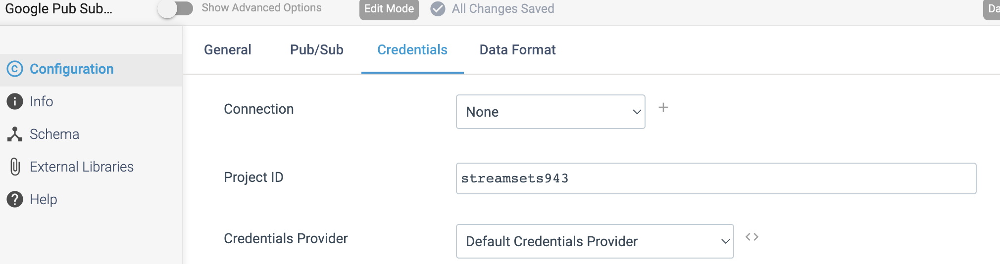 Google Pub Sub... Show Advanced Options Edit Mode All Changes Saved Da
General Pub/Sub Credentials Data Format
Configuration
Info
Schema
External Libraries
Help
Connection None
Project ID streamsets943
Credentials Provider Default Credentials Provider